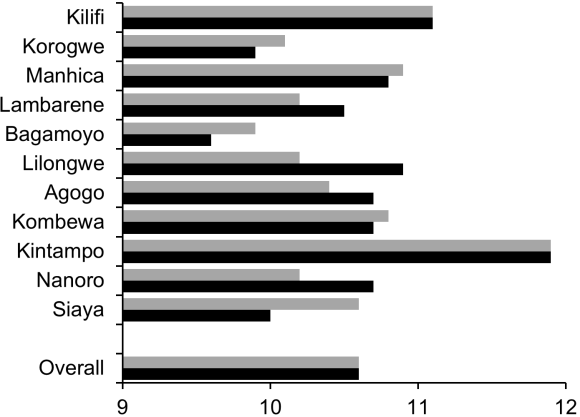 Kilifi
Korogwe
Manhica
Lambarene
Bagamoyo
Lilongwe
Agogo
Kombewa
Kintampo
Nanoro
Siaya
Overall
9 10 11 12